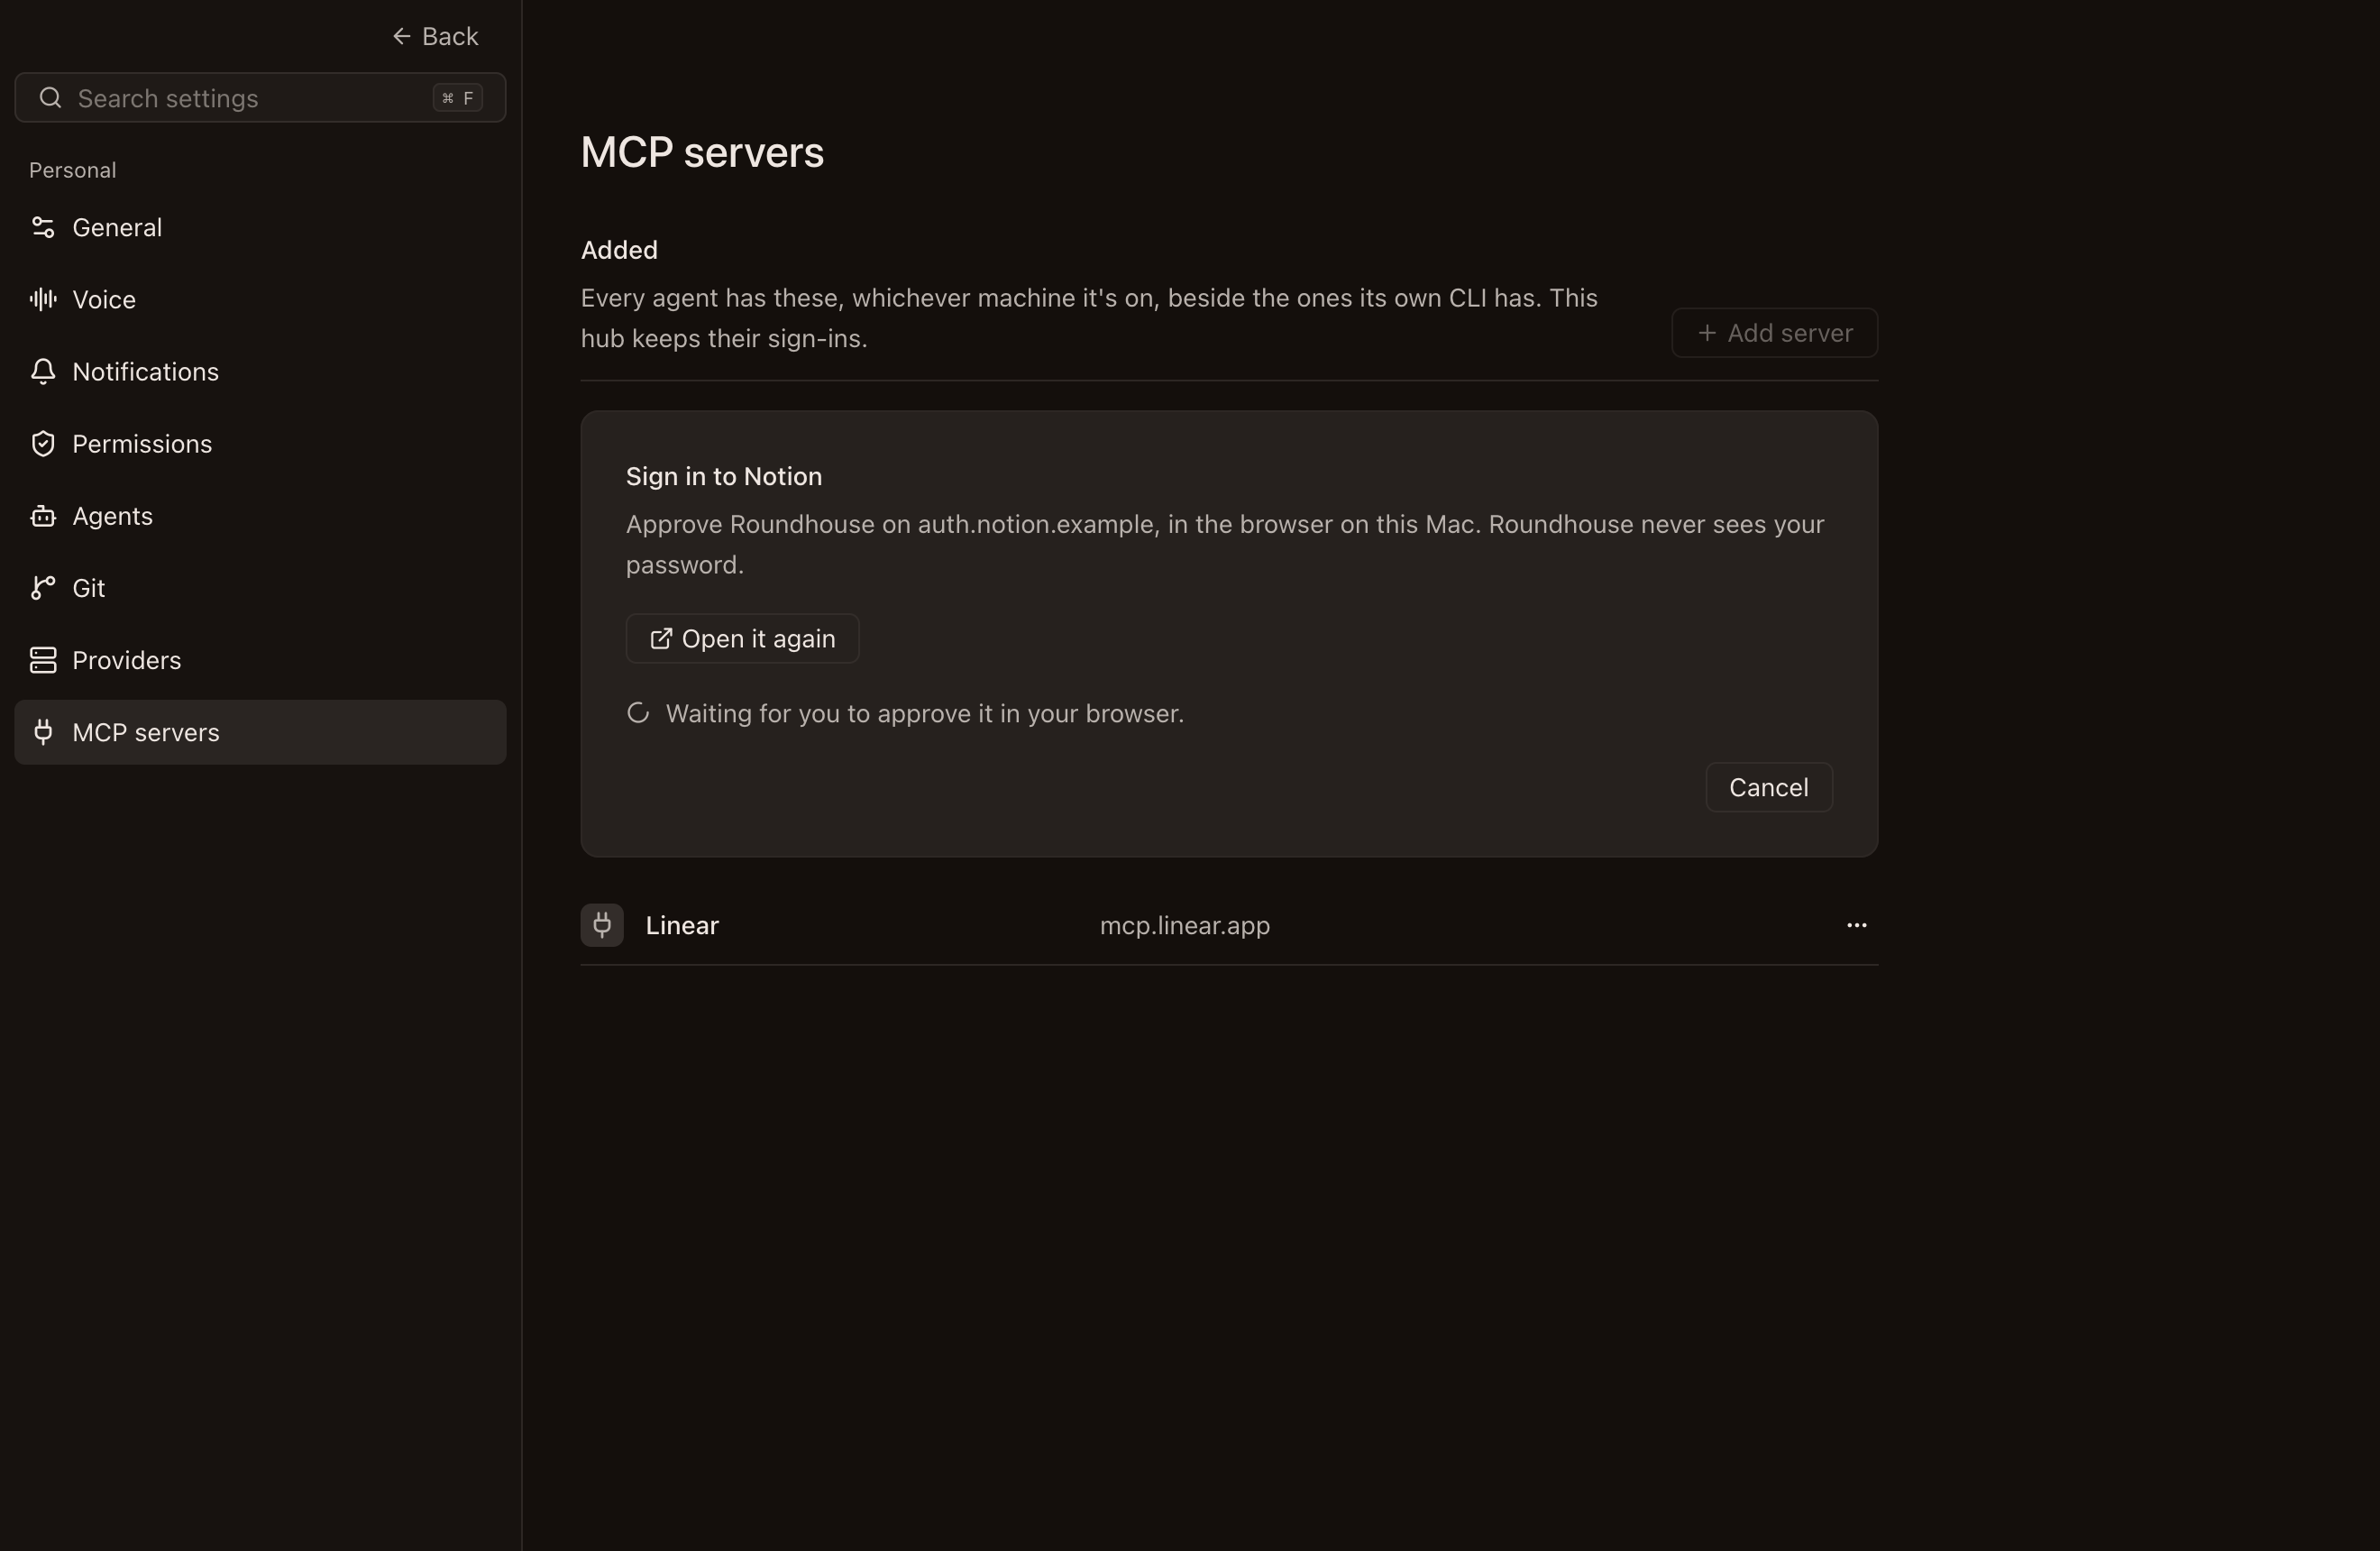 Back
Search settings
⌘ F
Personal
General
Voice
Notifications
Permissions
Agents
Git
Providers
MCP servers
MCP servers
Added
Every agent has these, whichever machine it's on, beside the ones its own CLI has. This
hub keeps their sign-ins.
Add server
Sign in to Notion
Approve Roundhouse on auth.notion.example, in the browser on this Mac. Roundhouse never sees your
password.
Open it again
Waiting for you to approve it in your browser.
Cancel
Linear
mcp.linear.app